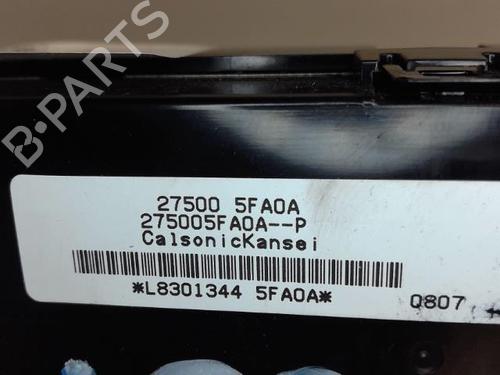 B-PARTS
27500 5FA0A
275005FA0A--P
CalsonicKansei
*L8301344 5FA0A*
Q807